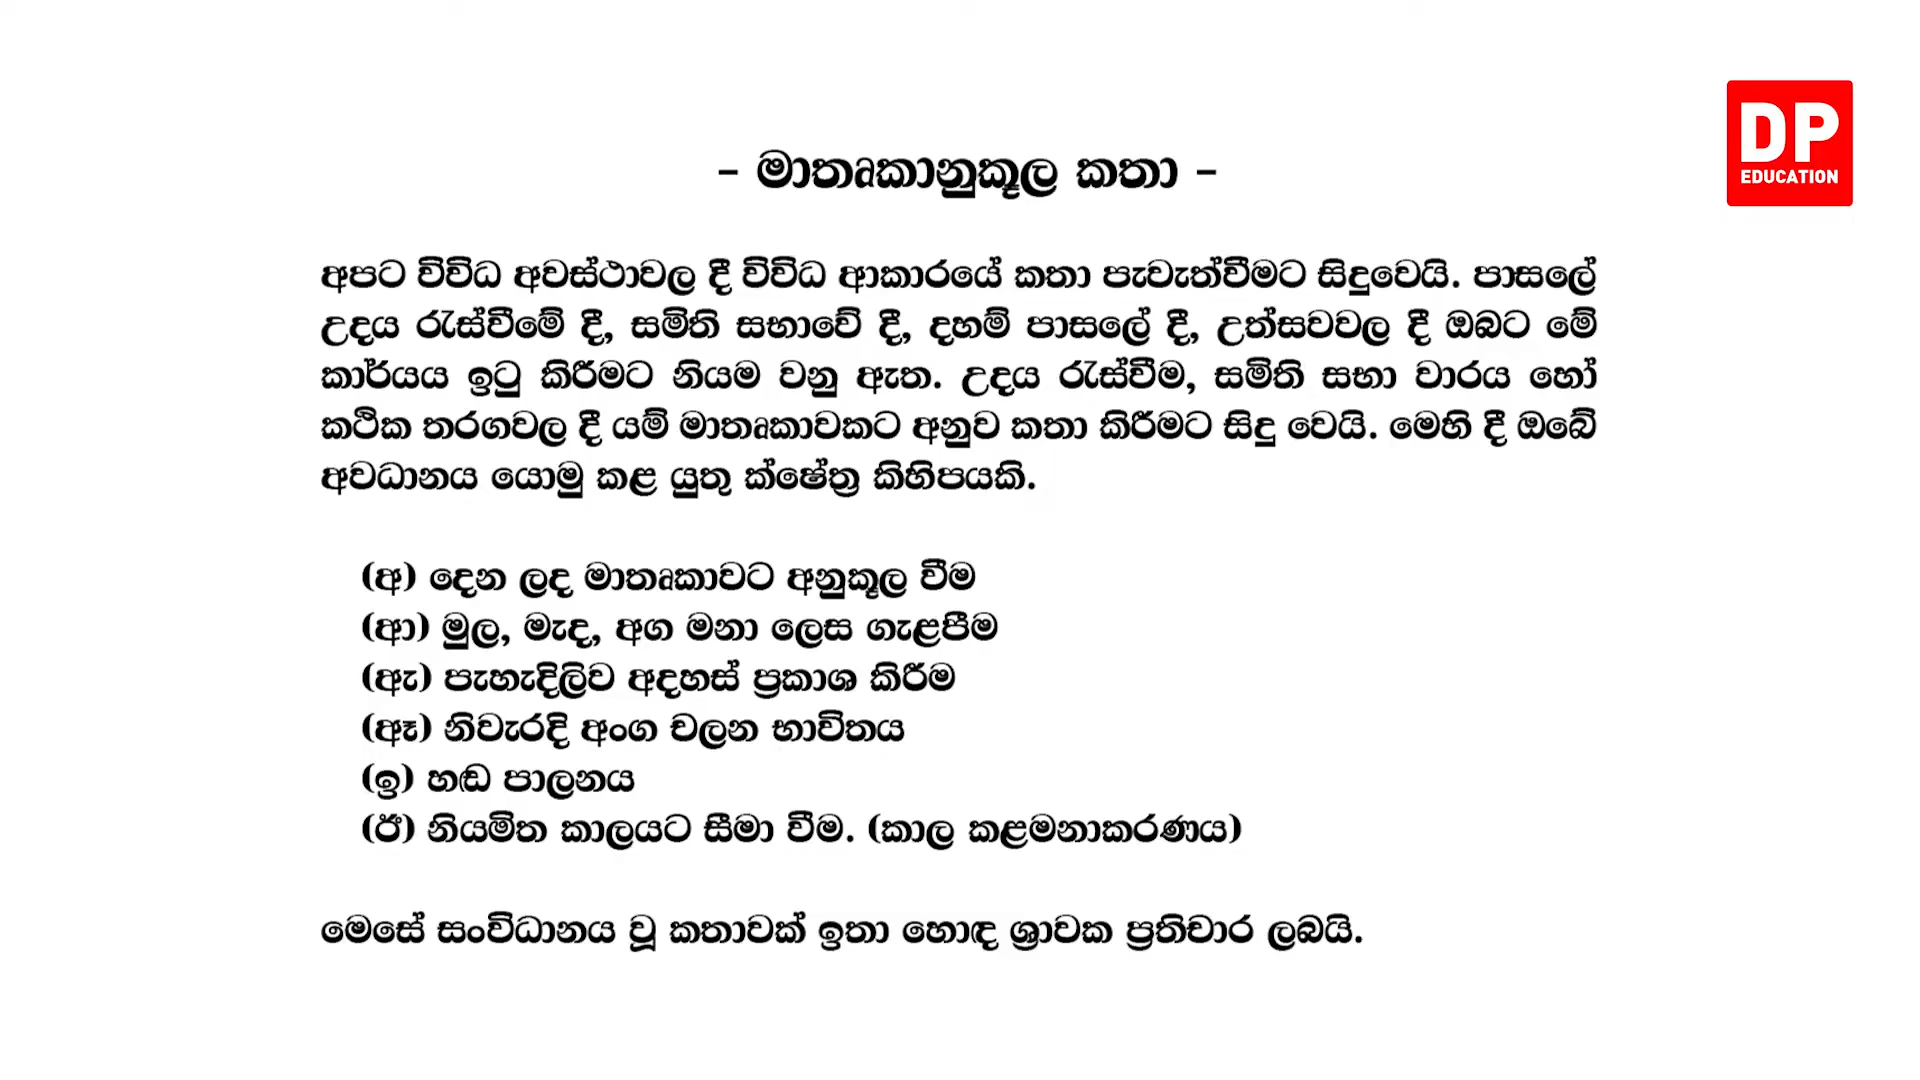 DP
EDUCATION
– මාතෘකානුකූල කතා –
අපට විවිධ අවස්ථාවල දී විවිධ ආකාරයේ කතා පැවැත්වීමට සිදුවෙයි. පාසලේ
උදය රැස්වීමේ දී, සමිති සභාවේ දී, දහම් පාසලේ දී, උත්සවවල දී ඔබට මේ
කාර්යය ඉටු කිරීමට නියම වනු ඇත. උදය රැස්වීම, සමිති සභා වාරය හෝ
කථික තරගවල දී යම් මාතෘකාවකට අනුව කතා කිරීමට සිදු වෙයි. මෙහි දී ඔබේ
අවධානය යොමු කළ යුතු ක්ෂේත්‍ර කිහිපයකි.
(අ) දෙන ලද මාතෘකාවට අනුකූල වීම
(ආ) මුල, මැද, අග මනා ලෙස ගැළපීම
(ඇ) පැහැදිලිව අදහස් ප්‍රකාශ කිරීම
(ඈ) නිවැරදි අංග චලන භාවිතය
(ඉ) හඬ පාලනය
(ඊ) නියමිත කාලයට සීමා වීම. (කාල කළමනාකරණය)
මෙසේ සංවිධානය වූ කතාවක් ඉතා හොඳ ශ්‍රාවක ප්‍රතිචාර ලබයි.